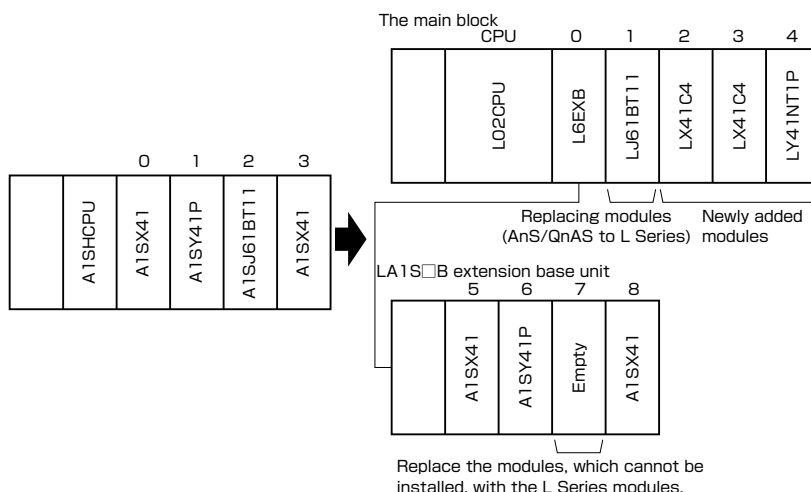 The main block
CPU 0 1 2 3 4
L02CPU
L6EXB
LJ61BT11
LX41C4
LX41C4
LY41NT1P
Replacing modules
(AnS/QnAS to L Series)
Newly added
modules
0 1 2 3
A1SHCPU
A1SX41
A1SY41P
A1SJ61BT11
A1SX41
LA1S□B extension base unit
5 6 7 8
A1SX41
A1SY41P
Empty
A1SX41
Replace the modules, which cannot be
installed, with the L Series modules.